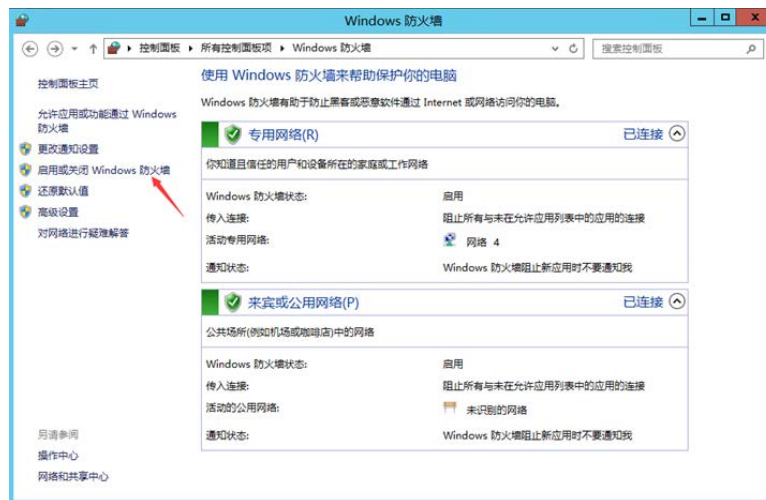 Windows 防火墙
控制面板 ▸ 所有控制面板项 ▸ Windows 防火墙
搜索控制面板
控制面板主页
允许应用或功能通过 Windows
防火墙
更改通知设置
启用或关闭 Windows 防火墙
还原默认值
高级设置
对网络进行疑难解答
另请参阅
操作中心
网络和共享中心
使用 Windows 防火墙来帮助保护你的电脑
Windows 防火墙有助于防止黑客或恶意软件通过 Internet 或网络访问你的电脑。
专用网络(R) 已连接
你知道且信任的用户和设备所在的家庭或工作网络
Windows 防火墙状态: 启用
传入连接: 阻止所有与未在允许应用列表中的应用的连接
活动专用网络: 网络 4
通知状态: Windows 防火墙阻止新应用时不要通知我
来宾或公用网络(P) 已连接
公共场所(例如机场或咖啡店)中的网络
Windows 防火墙状态: 启用
传入连接: 阻止所有与未在允许应用列表中的应用的连接
活动的公用网络: 未识别的网络
通知状态: Windows 防火墙阻止新应用时不要通知我